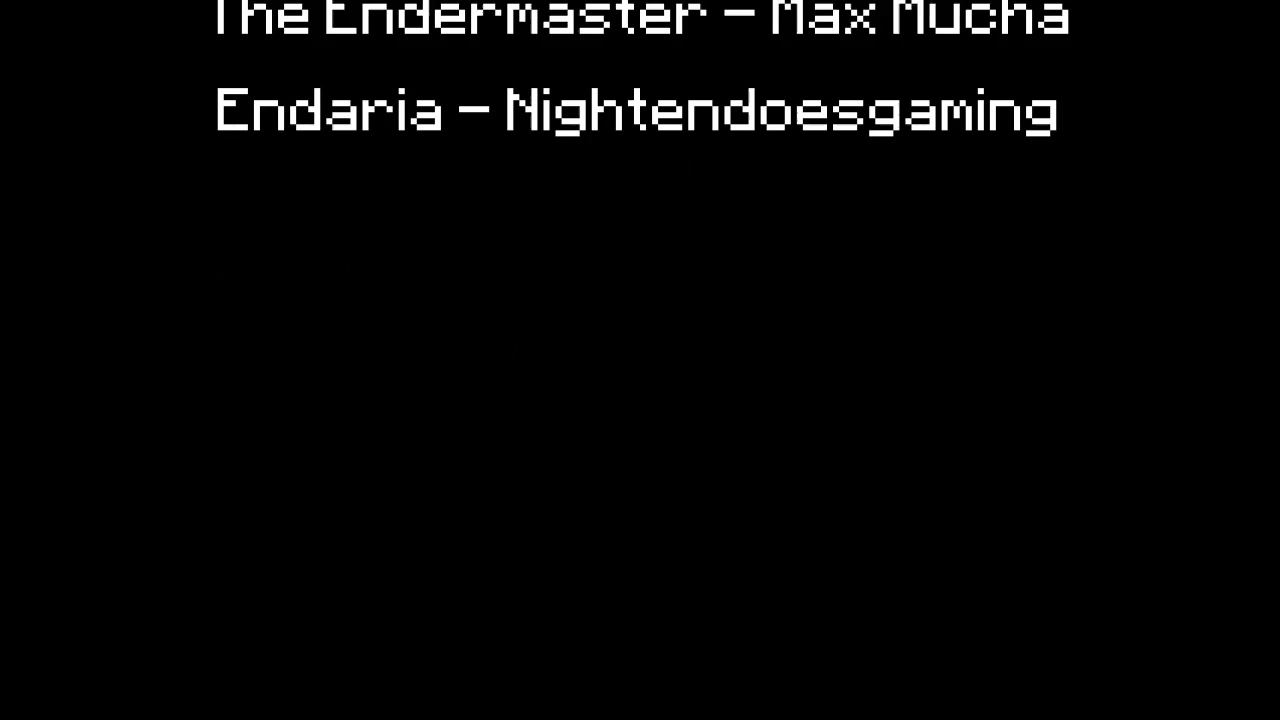 The Endermaster - Max Mucha
Endaria - Nightendoesgaming